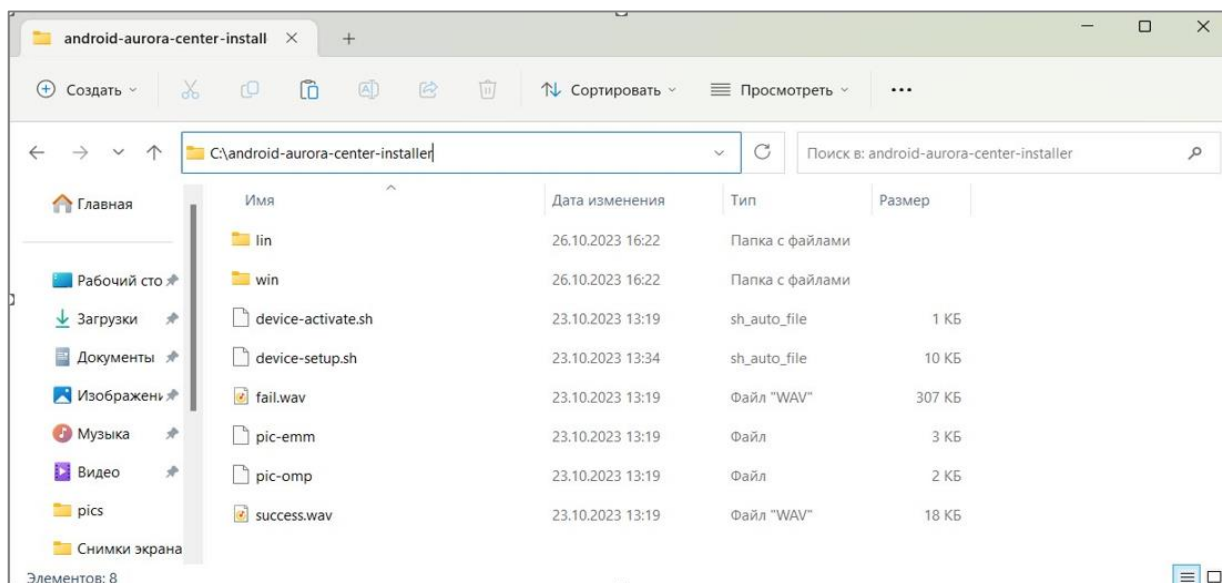 android-aurora-center-install
Создать
Сортировать
Просмотреть
C:\android-aurora-center-installer
Поиск в: android-aurora-center-installer
Главная
Рабочий сто
Загрузки
Документы
Изображени
Музыка
Видео
pics
Снимки экрана
Имя Дата изменения Тип Размер
lin 26.10.2023 16:22 Папка с файлами
win 26.10.2023 16:22 Папка с файлами
device-activate.sh 23.10.2023 13:19 sh_auto_file 1 КБ
device-setup.sh 23.10.2023 13:34 sh_auto_file 10 КБ
fail.wav 23.10.2023 13:19 Файл "WAV" 307 КБ
pic-emm 23.10.2023 13:19 Файл 3 КБ
pic-omp 23.10.2023 13:19 Файл 2 КБ
success.wav 23.10.2023 13:19 Файл "WAV" 18 КБ
Элементов: 8